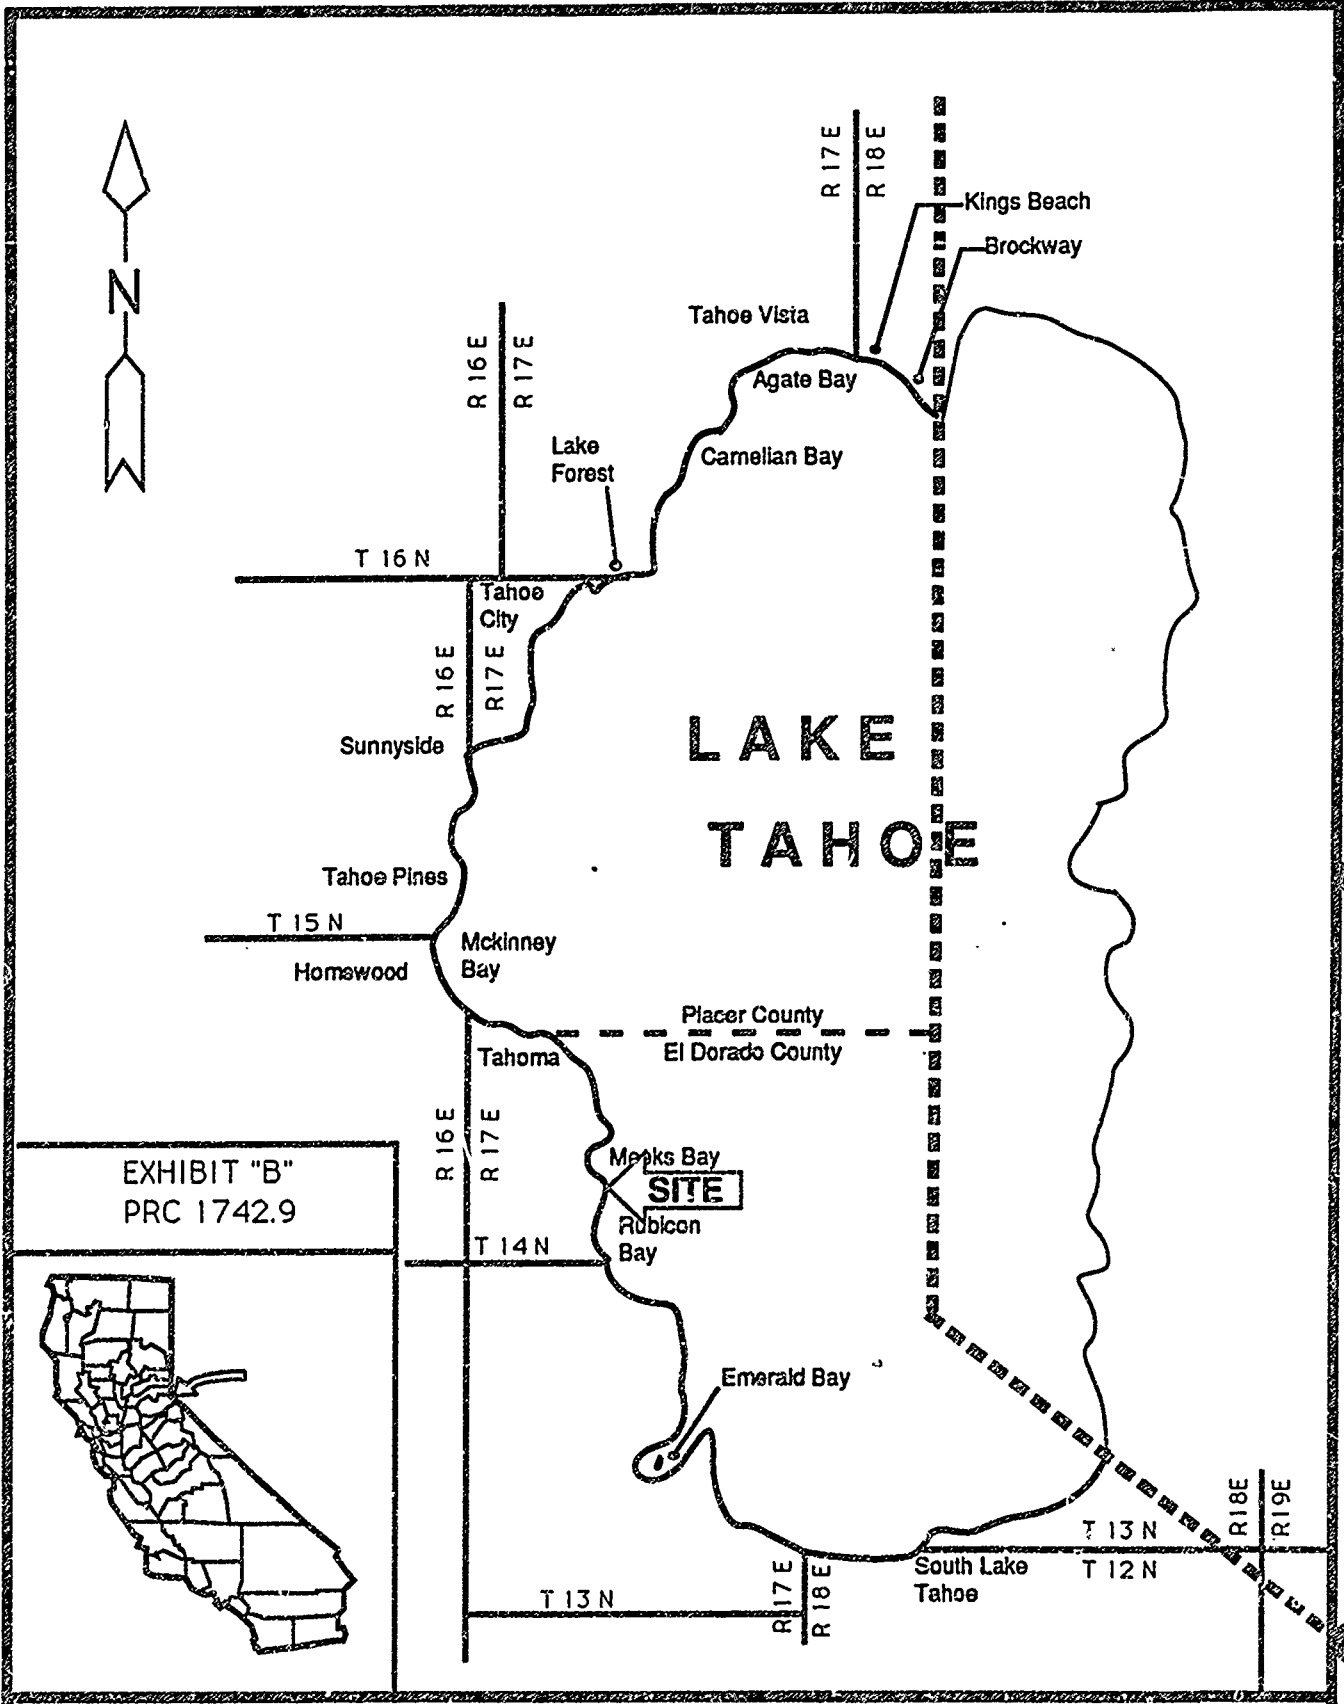 R 17 E
R 18 E
Kings Beach
Brockway
N
Tahoe Vista
R 16 E
R 17 E
Agate Bay
Lake
Forest
Carnelian Bay
T 16 N
Tahoe
City
R 16 E
R17 E
Sunnyside
LAKE
TAHOE
Tahoe Pines
T 15 N
Mckinney
Bay
Homewood
Placer County
El Dorado County
Tahoma
R 16 E
R 17 E
Meeks Bay
SITE
Rubicon
Bay
T 14 N
EXHIBIT "B"
PRC 1742.9
Emerald Bay
R18E
R19E
T 13 N
T 12 N
South Lake
Tahoe
R 17 E
R 18 E
T 13 N